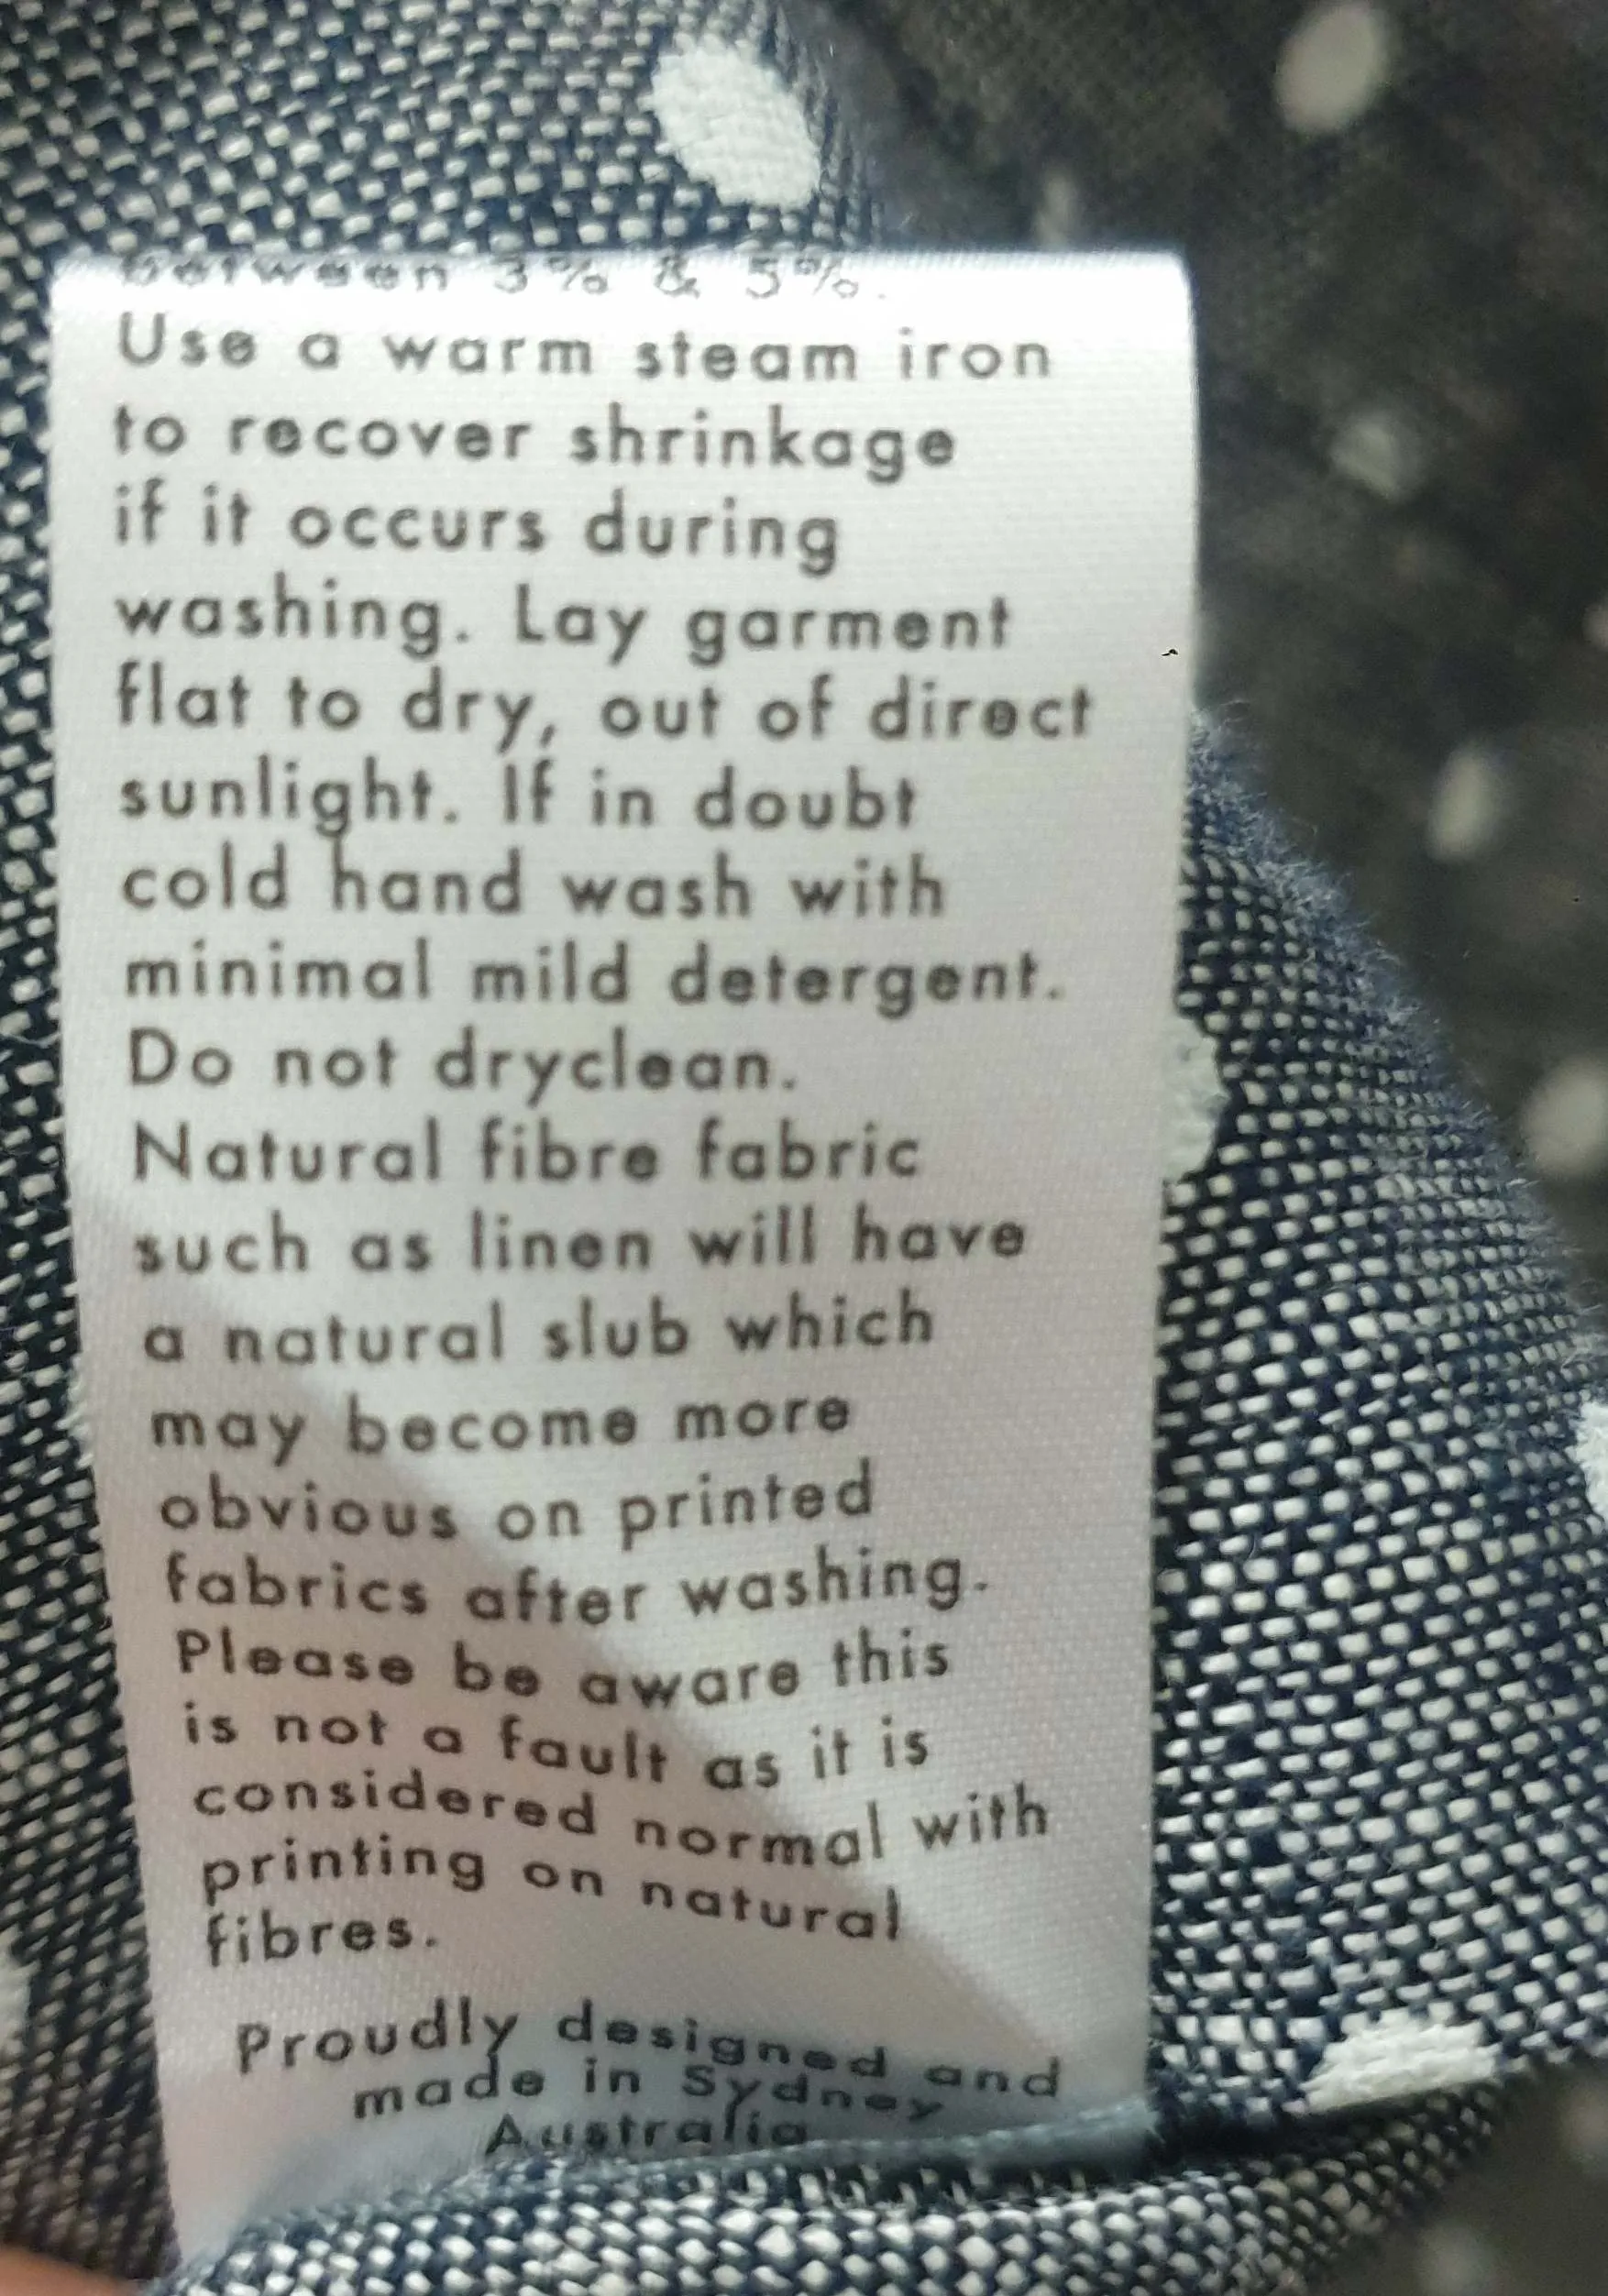 between 3% & 5%.
Use a warm steam iron
to recover shrinkage
if it occurs during
washing. Lay garment
flat to dry, out of direct
sunlight. If in doubt
cold hand wash with
minimal mild detergent.
Do not dryclean.
Natural fibre fabric
such as linen will have
a natural slub which
may become more
obvious on printed
fabrics after washing.
Please be aware this
is not a fault as it is
considered normal with
printing on natural
fibres.
Proudly designed and
made in Sydney
Australia